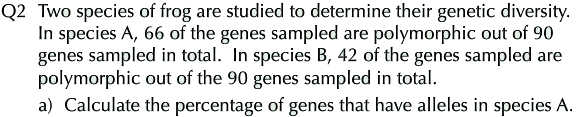 Q2 Two species of frog are studied to determine their genetic diversity.
In species A, 66 of the genes sampled are polymorphic out of 90
genes sampled in total. In species B, 42 of the genes sampled are
polymorphic out of the 90 genes sampled in total.
a) Calculate the percentage of genes that have alleles in species A.